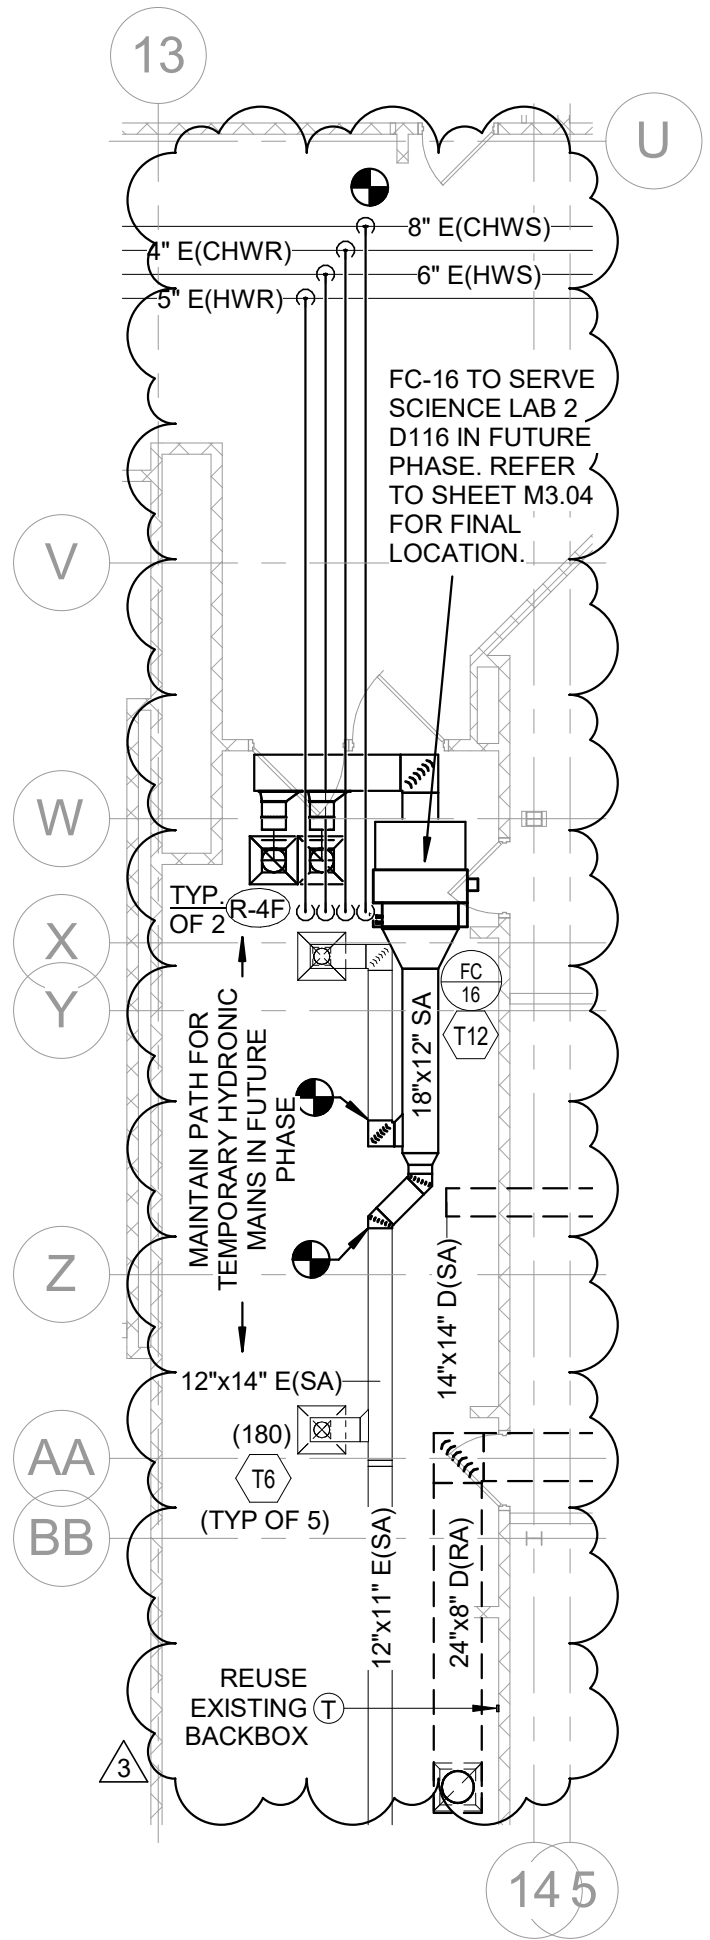 13
U
8" E(CHWS)
4" E(CHWR)
6" E(HWS)
5" E(HWR)
FC-16 TO SERVE
SCIENCE LAB 2
D116 IN FUTURE
PHASE. REFER
TO SHEET M3.04
FOR FINAL
LOCATION.
V
W
TYP.
OF 2
R-4F
X
Y
FC
16
T12
18"x12" SA
MAINTAIN PATH FOR
TEMPORARY HYDRONIC
MAINS IN FUTURE
PHASE
Z
14"x14" D(SA)
12"x14" E(SA)
(180)
T6
(TYP OF 5)
AA
BB
12"x11" E(SA)
24"x8" D(RA)
REUSE
EXISTING
BACKBOX
T
3
14
5